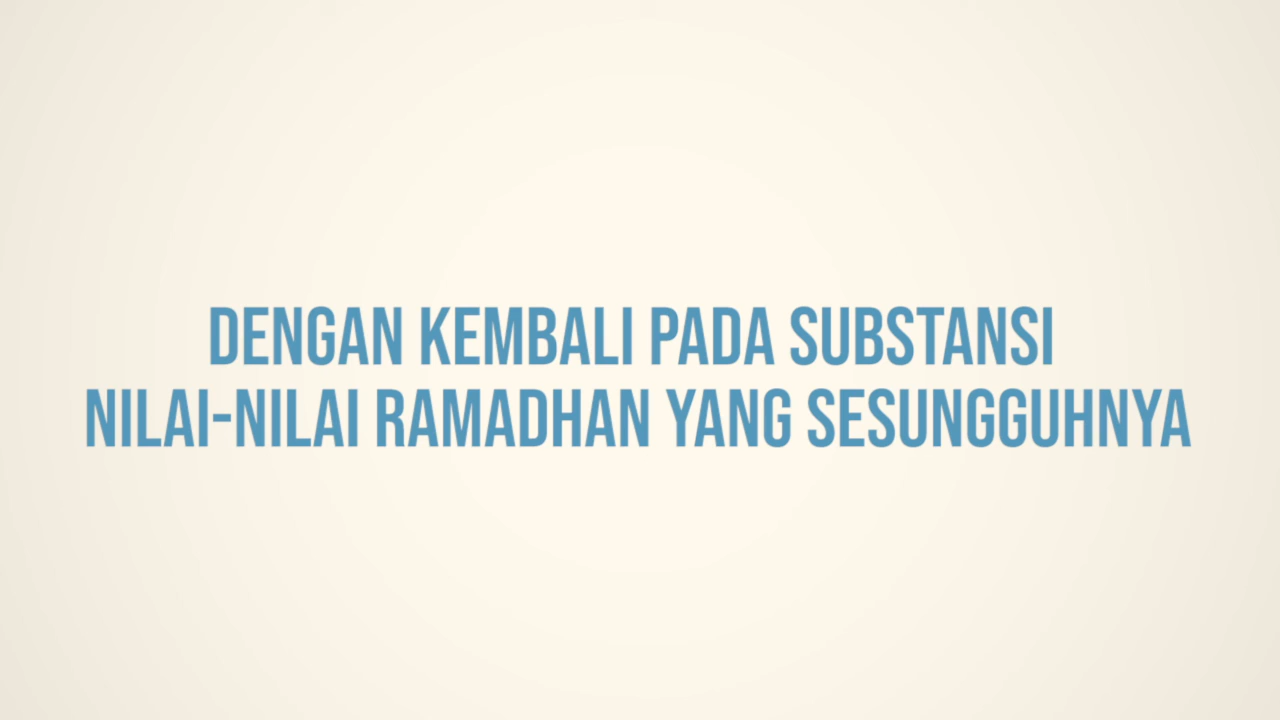 DENGAN KEMBALI PADA SUBSTANSI
NILAI-NILAI RAMADHAN YANG SESUNGGUHNYA